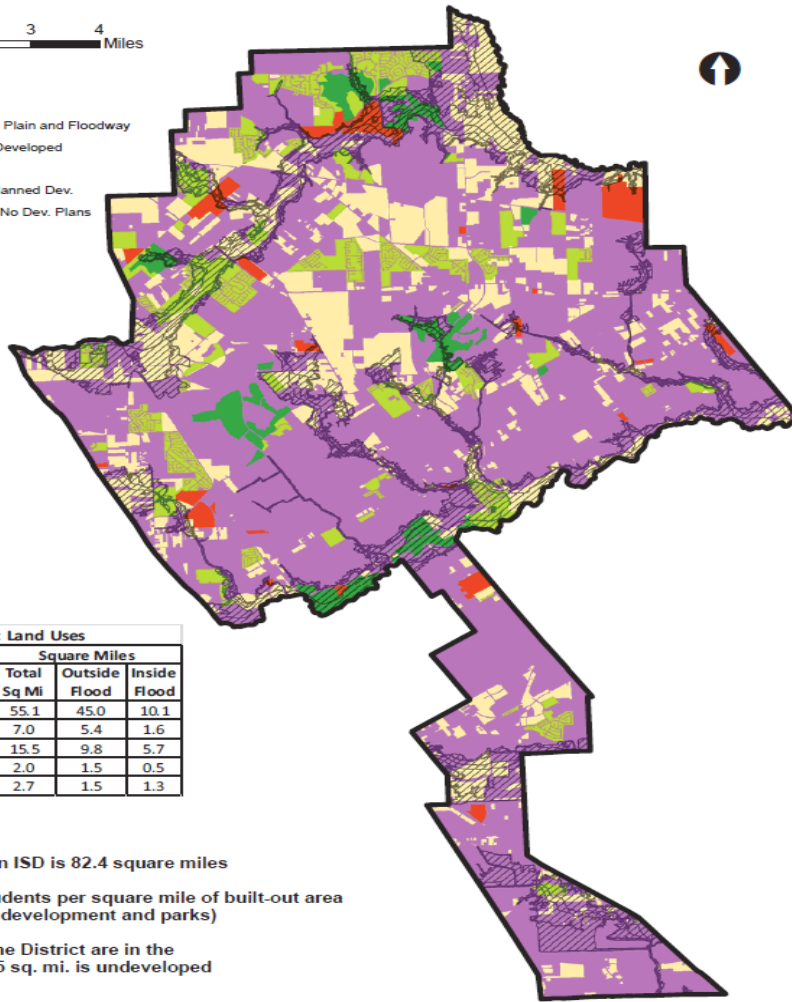 3 4
Miles
Plain and Floodway
Developed
anned Dev.
No Dev. Plans
Land Uses
Square Miles
Total Outside Inside
Sq Mi Flood Flood
55.1 45.0 10.1
7.0 5.4 1.6
15.5 9.8 5.7
2.0 1.5 0.5
2.7 1.5 1.3
n ISD is 82.4 square miles
udents per square mile of built-out area
development and parks)
he District are in the
5 sq. mi. is undeveloped